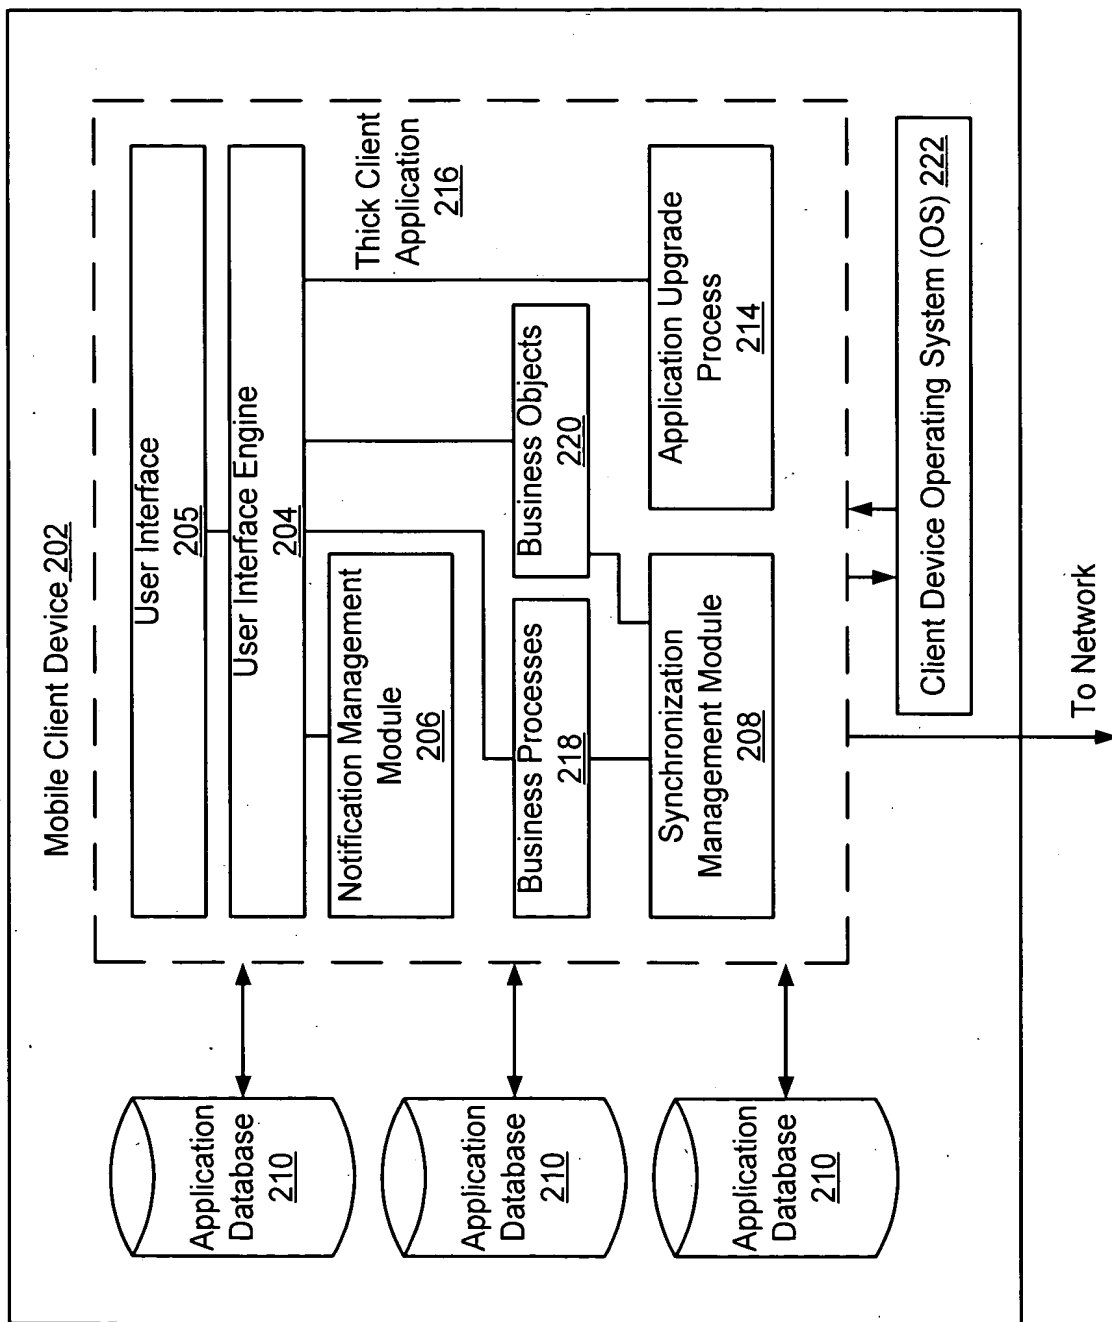 Mobile Client Device 202
User Interface
205
User Interface Engine
204
Notification Management
Module
206
Thick Client
Application
216
Business Processes
218
Business Objects
220
Synchronization
Management Module
208
Application Upgrade
Process
214
Application
Database
210
Application
Database
210
Application
Database
210
Client Device Operating System (OS) 222
To Network